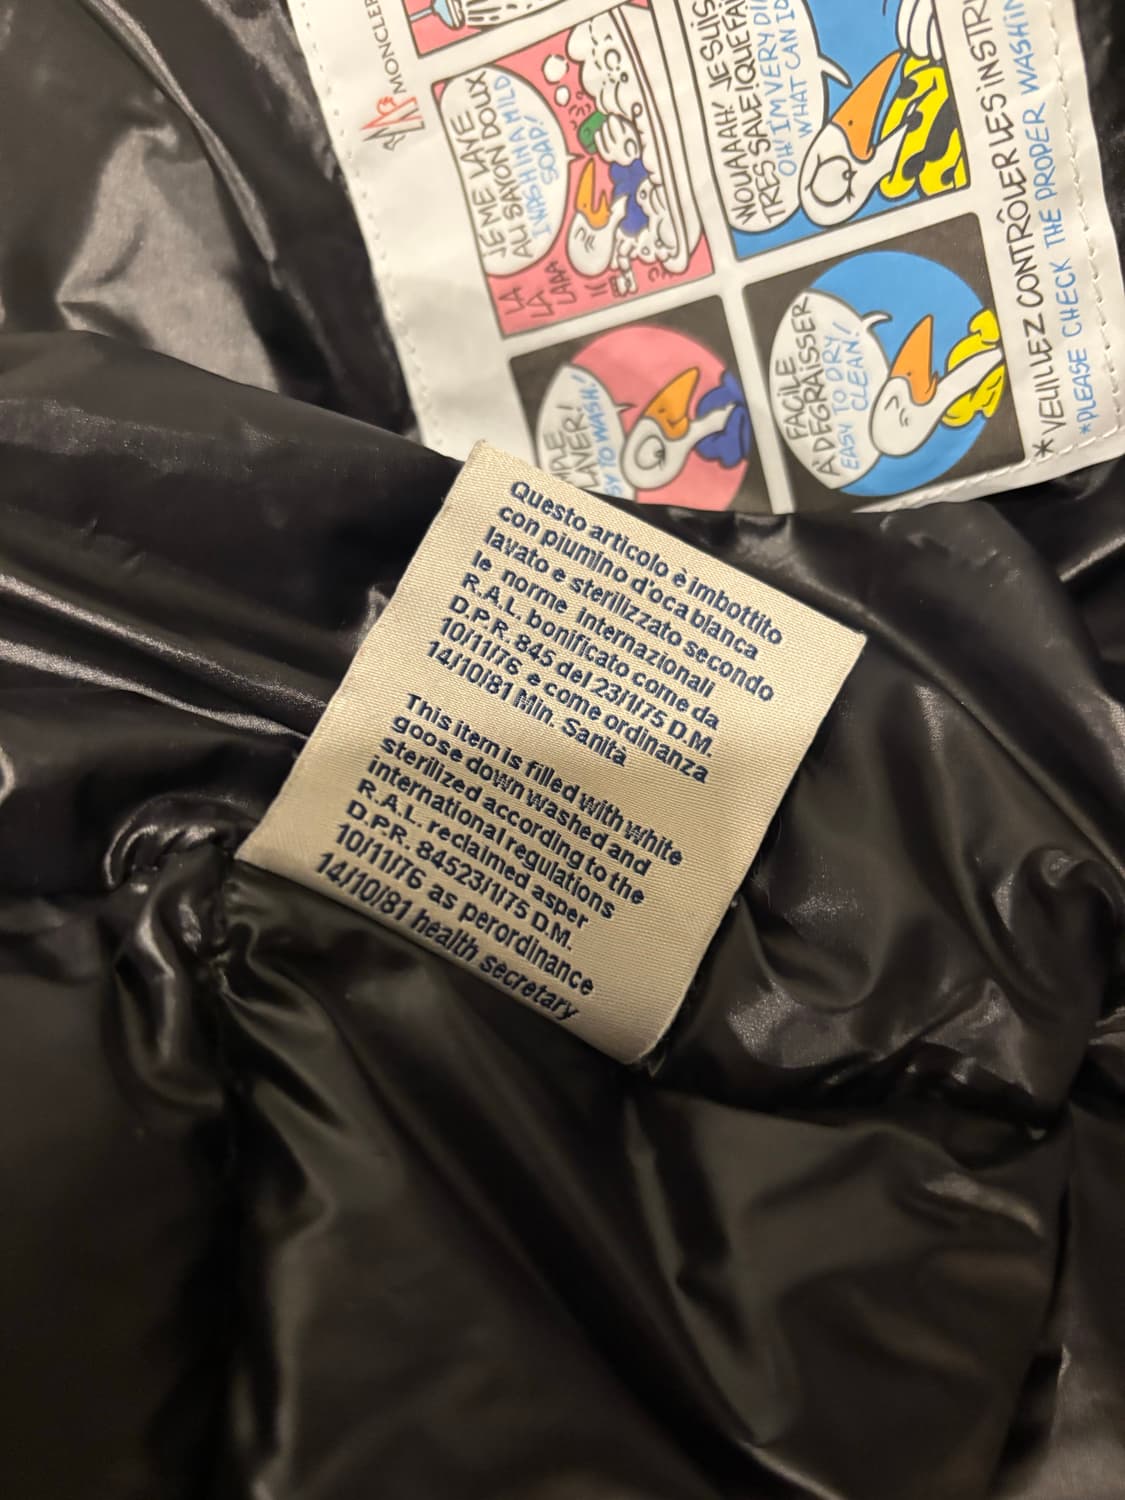 MONCLER
JE ME LAVE
AU SAVON DOUX
I WASH IN A MILD
SOAP!
LA
LA
LAAA
WOUAAAH! JE SUIS
TRES SALE! QUE
OH! I'M VERY
WHAT CAN I
LAVER!
TO WASH!
FACILE
A DEGRAISSER
EASY TO DRY
CLEAN!
*VEUILLEZ CONTRÔLER LES
*PLEASE CHECK THE PROPER
Questo articolo è imbottito
con piumino d'oca bianca
lavato e sterilizzato secondo
le norme internazionali
R.A.L. bonificato come da
D.P.R. 845 del 23/1/75 D.M.
10/11/76 e come ordinanza
14/10/81 Min. Sanità
This item is filled with white
goose down washed and
sterilized according to the
international regulations
R.A.L. reclaimed asper
D.P.R. 84523/1/75 D.M.
10/11/76 as perordinance
14/10/81 health secretary